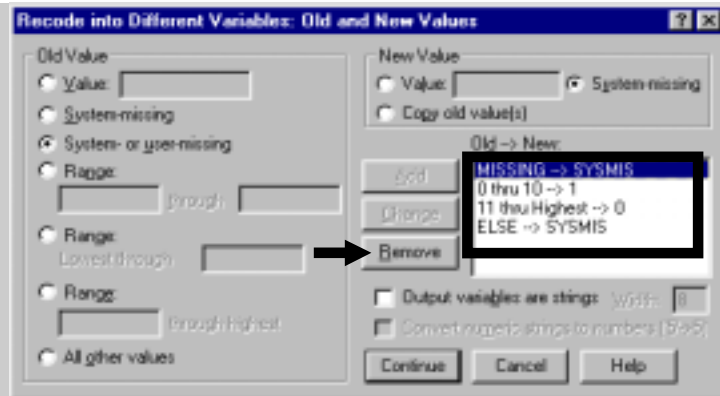 Recode into Different Variables: Old and New Values
Old Value
Value:
System-missing
System- or user-missing
Range:
through
Range:
Lowest through
Range:
through highest
All other values
New Value
Value:
System-missing
Copy old value(s)
Old --> New:
MISSING --> SYSMIS
0 thru 10 --> 1
11 thru Highest --> 0
ELSE --> SYSMIS
Add
Change
Remove
Output variables are strings
Width: 8
Convert numeric strings to numbers ('5'->5)
Continue
Cancel
Help